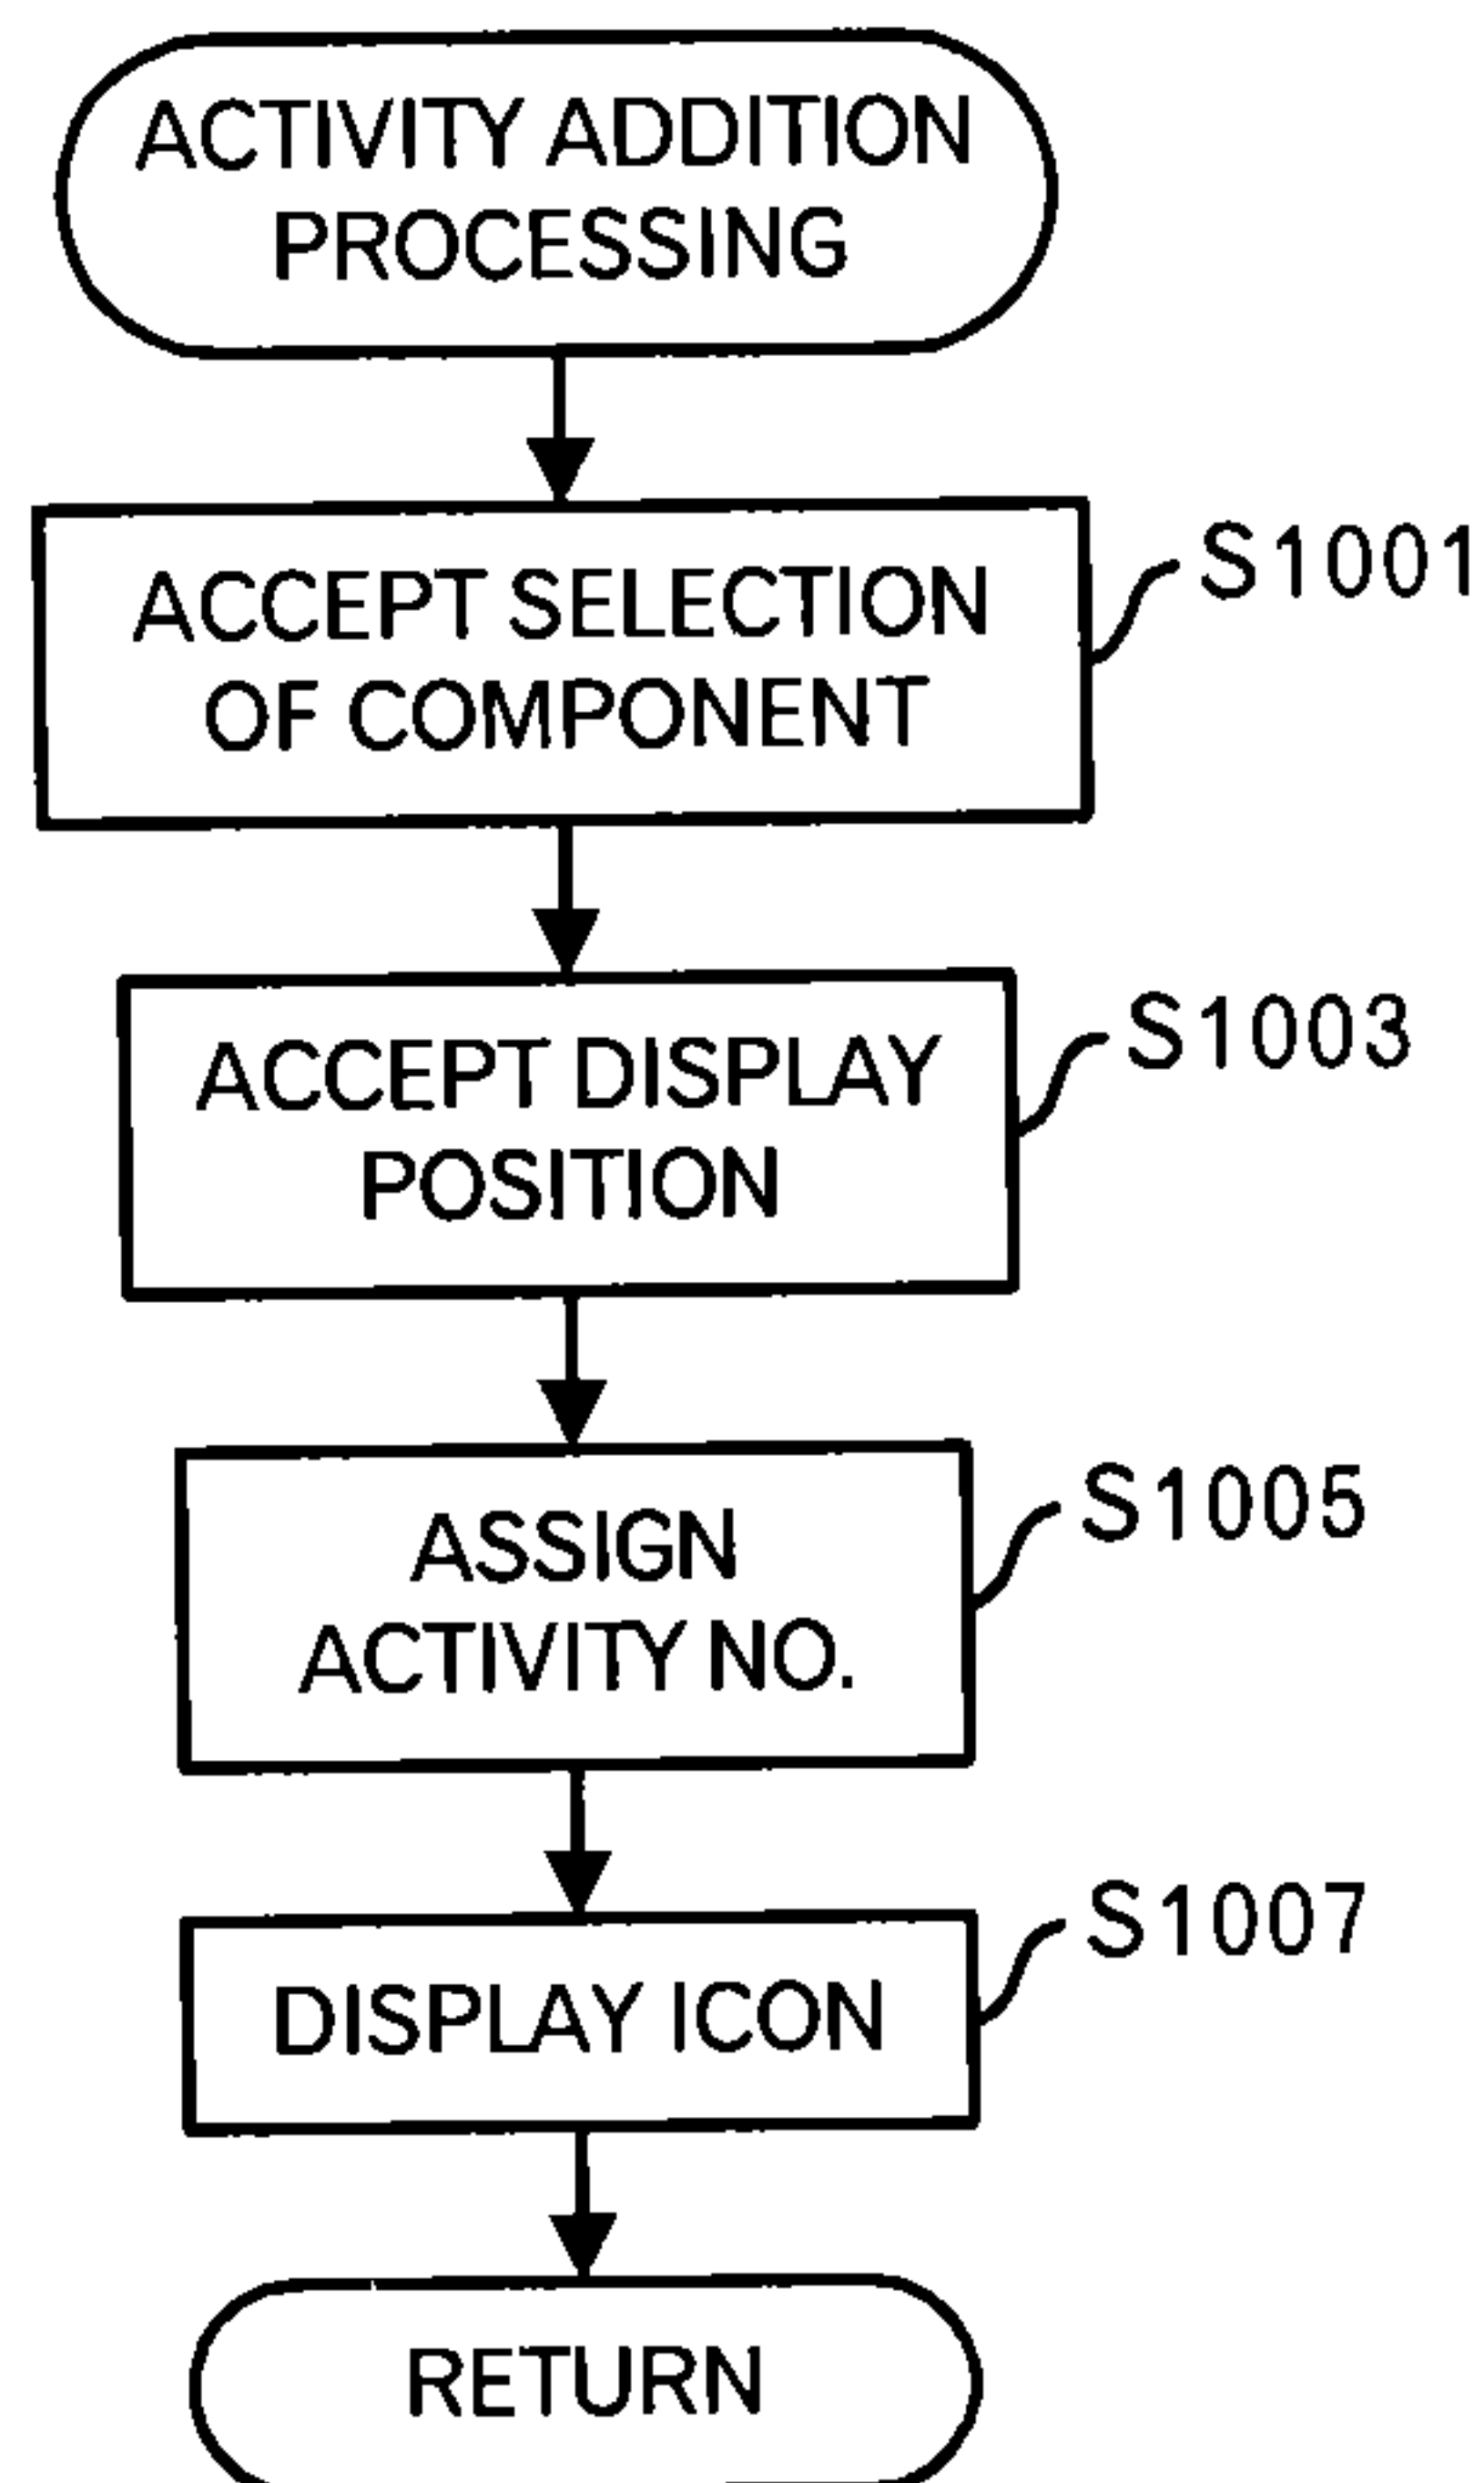 ACTIVITY ADDITION
PROCESSING
ACCEPT SELECTION
OF COMPONENT
S1001
ACCEPT DISPLAY
POSITION
S1003
ASSIGN
ACTIVITY NO.
S1005
DISPLAY ICON
S1007
RETURN